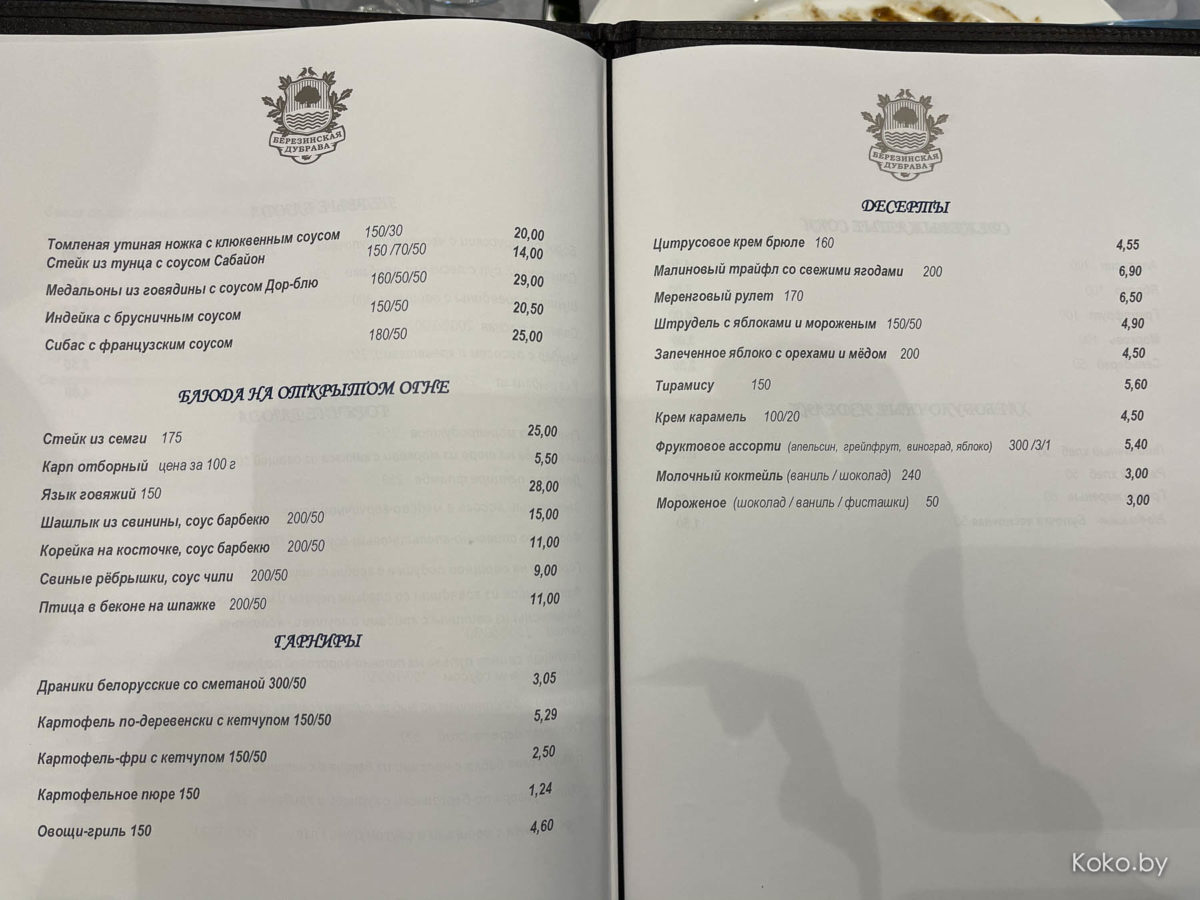 БЕРЕЗИНСКАЯ
ДУБРАВА
Томленая утиная ножка с клюквенным соусом 150/30 20,00
Стейк из тунца с соусом Сабайон 150 /70/50 14,00
Медальоны из говядины с соусом Дор-блю 160/50/50 29,00
Индейка с брусничным соусом 150/50 20,50
Сибас с французским соусом 180/50 25,00
БЛЮДА НА ОТКРЫТОМ ОГНЕ
Стейк из семги 175 25,00
Карп отборный цена за 100 г 5,50
Язык говяжий 150 28,00
Шашлык из свинины, соус барбекю 200/50 15,00
Корейка на косточке, соус барбекю 200/50 11,00
Свиные рёбрышки, соус чили 200/50 9,00
Птица в беконе на шпажке 200/50 11,00
ГАРНИРЫ
Драники белорусские со сметаной 300/50 3,05
Картофель по-деревенски с кетчупом 150/50 5,29
Картофель-фри с кетчупом 150/50 2,50
Картофельное пюре 150 1,24
Овощи-гриль 150 4,60
БЕРЕЗИНСКАЯ
ДУБРАВА
ДЕСЕРТЫ
Цитрусовое крем брюле 160 4,55
Малиновый трайфл со свежими ягодами 200 6,90
Меренговый рулет 170 6,50
Штрудель с яблоками и мороженым 150/50 4,90
Запеченное яблоко с орехами и мёдом 200 4,50
Тирамису 150 5,60
Крем карамель 100/20 4,50
Фруктовое ассорти (апельсин, грейпфрут, виноград, яблоко) 300 /3/1 5,40
Молочный коктейль (ваниль / шоколад) 240 3,00
Мороженое (шоколад / ваниль / фисташки) 50 3,00
Koko.by